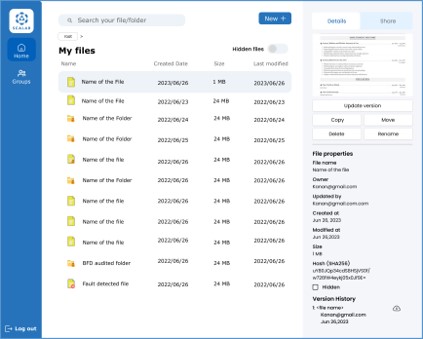 Home
Groups
Log out
Search your file/folder
New +
root >
My files
Hidden files
Name Created Date Size Last modified
Name of the File 2023/06/26 1 MB 2023/06/26
Name of the File 2022/06/23 24 MB 2022/06/23
Name of the Folder 2022/06/24 24 MB 2022/06/24
Name of the Folder 2022/06/25 24 MB 2022/06/25
Name of the file 2022/06/26 24 MB 2022/06/26
Name of the Folder 2022/06/26 24 MB 2022/06/26
Name of the file 2022/06/26 24 MB 2022/06/26
Name of the file 2022/06/26 24 MB 2022/06/26
Name of the file 2022/06/26 24 MB 2022/06/26
BFD audited folder 2022/06/26 24 MB 2022/06/26
Fault detected file 2022/06/26 24 MB 2022/06/26
Details Share
Update version
Copy Move
Delete Rename
File properties
File name
Name of the file
Owner
Kanan@gmail.com
Updated by
Kanan@gmail.com.com
Created at
Jun 26, 2023
Modified at
Jun 26,2023
Size
1 MB
Hash (SHA256)
Hidden
Version History
1. <file name>
Kanan@gmail.com
Jun 26,2023